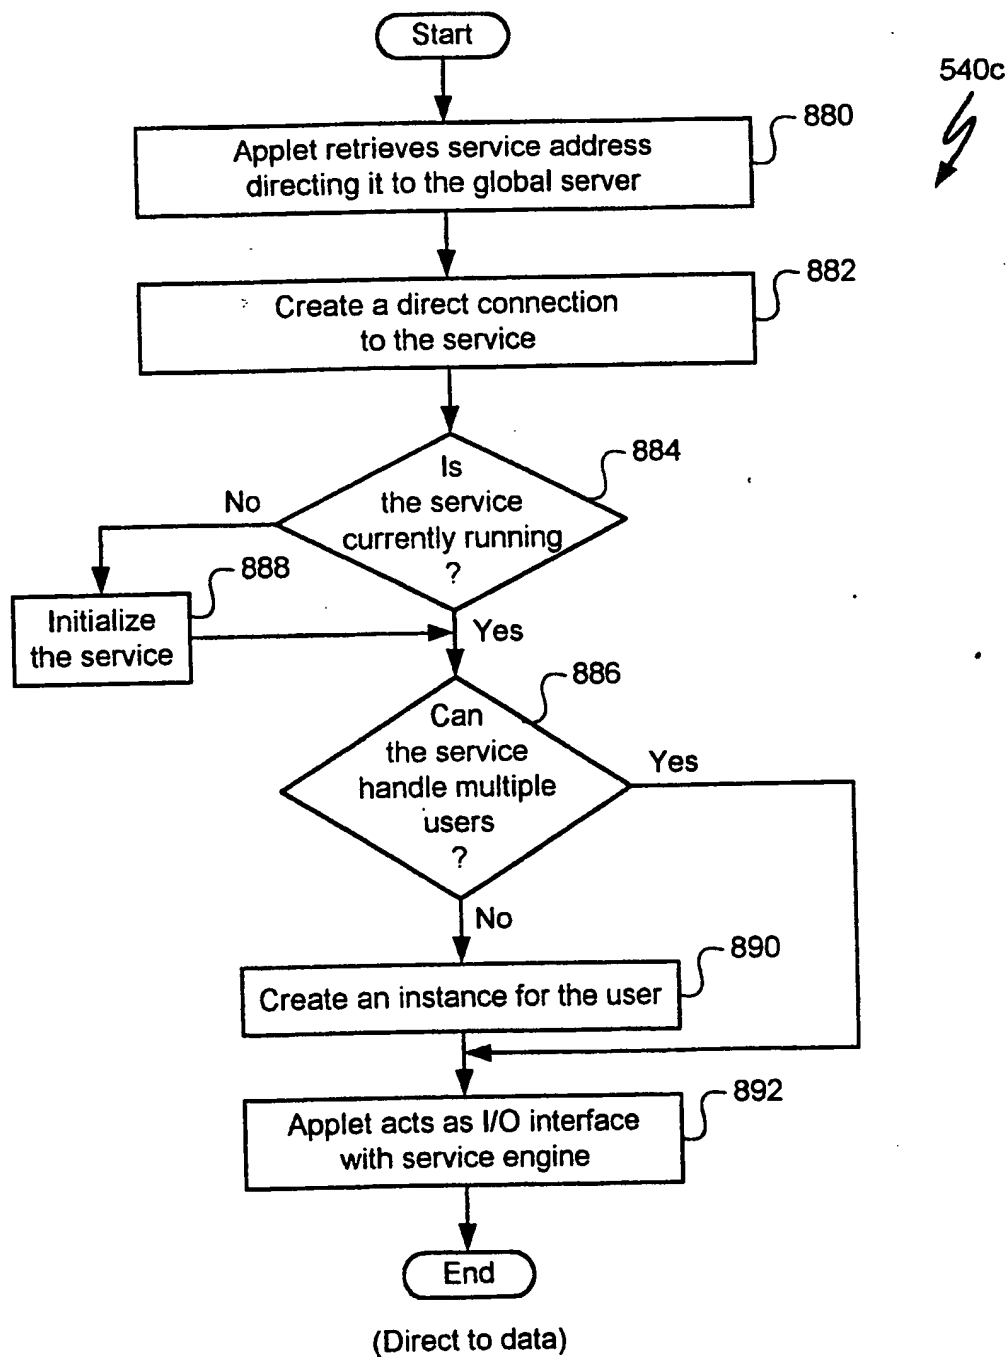 Start
540c
880
Applet retrieves service address
directing it to the global server
882
Create a direct connection
to the service
884
Is
the service
currently running
?
No
888
Initialize
the service
Yes
886
Can
the service
handle multiple
users
?
Yes
No
890
Create an instance for the user
892
Applet acts as I/O interface
with service engine
End
(Direct to data)